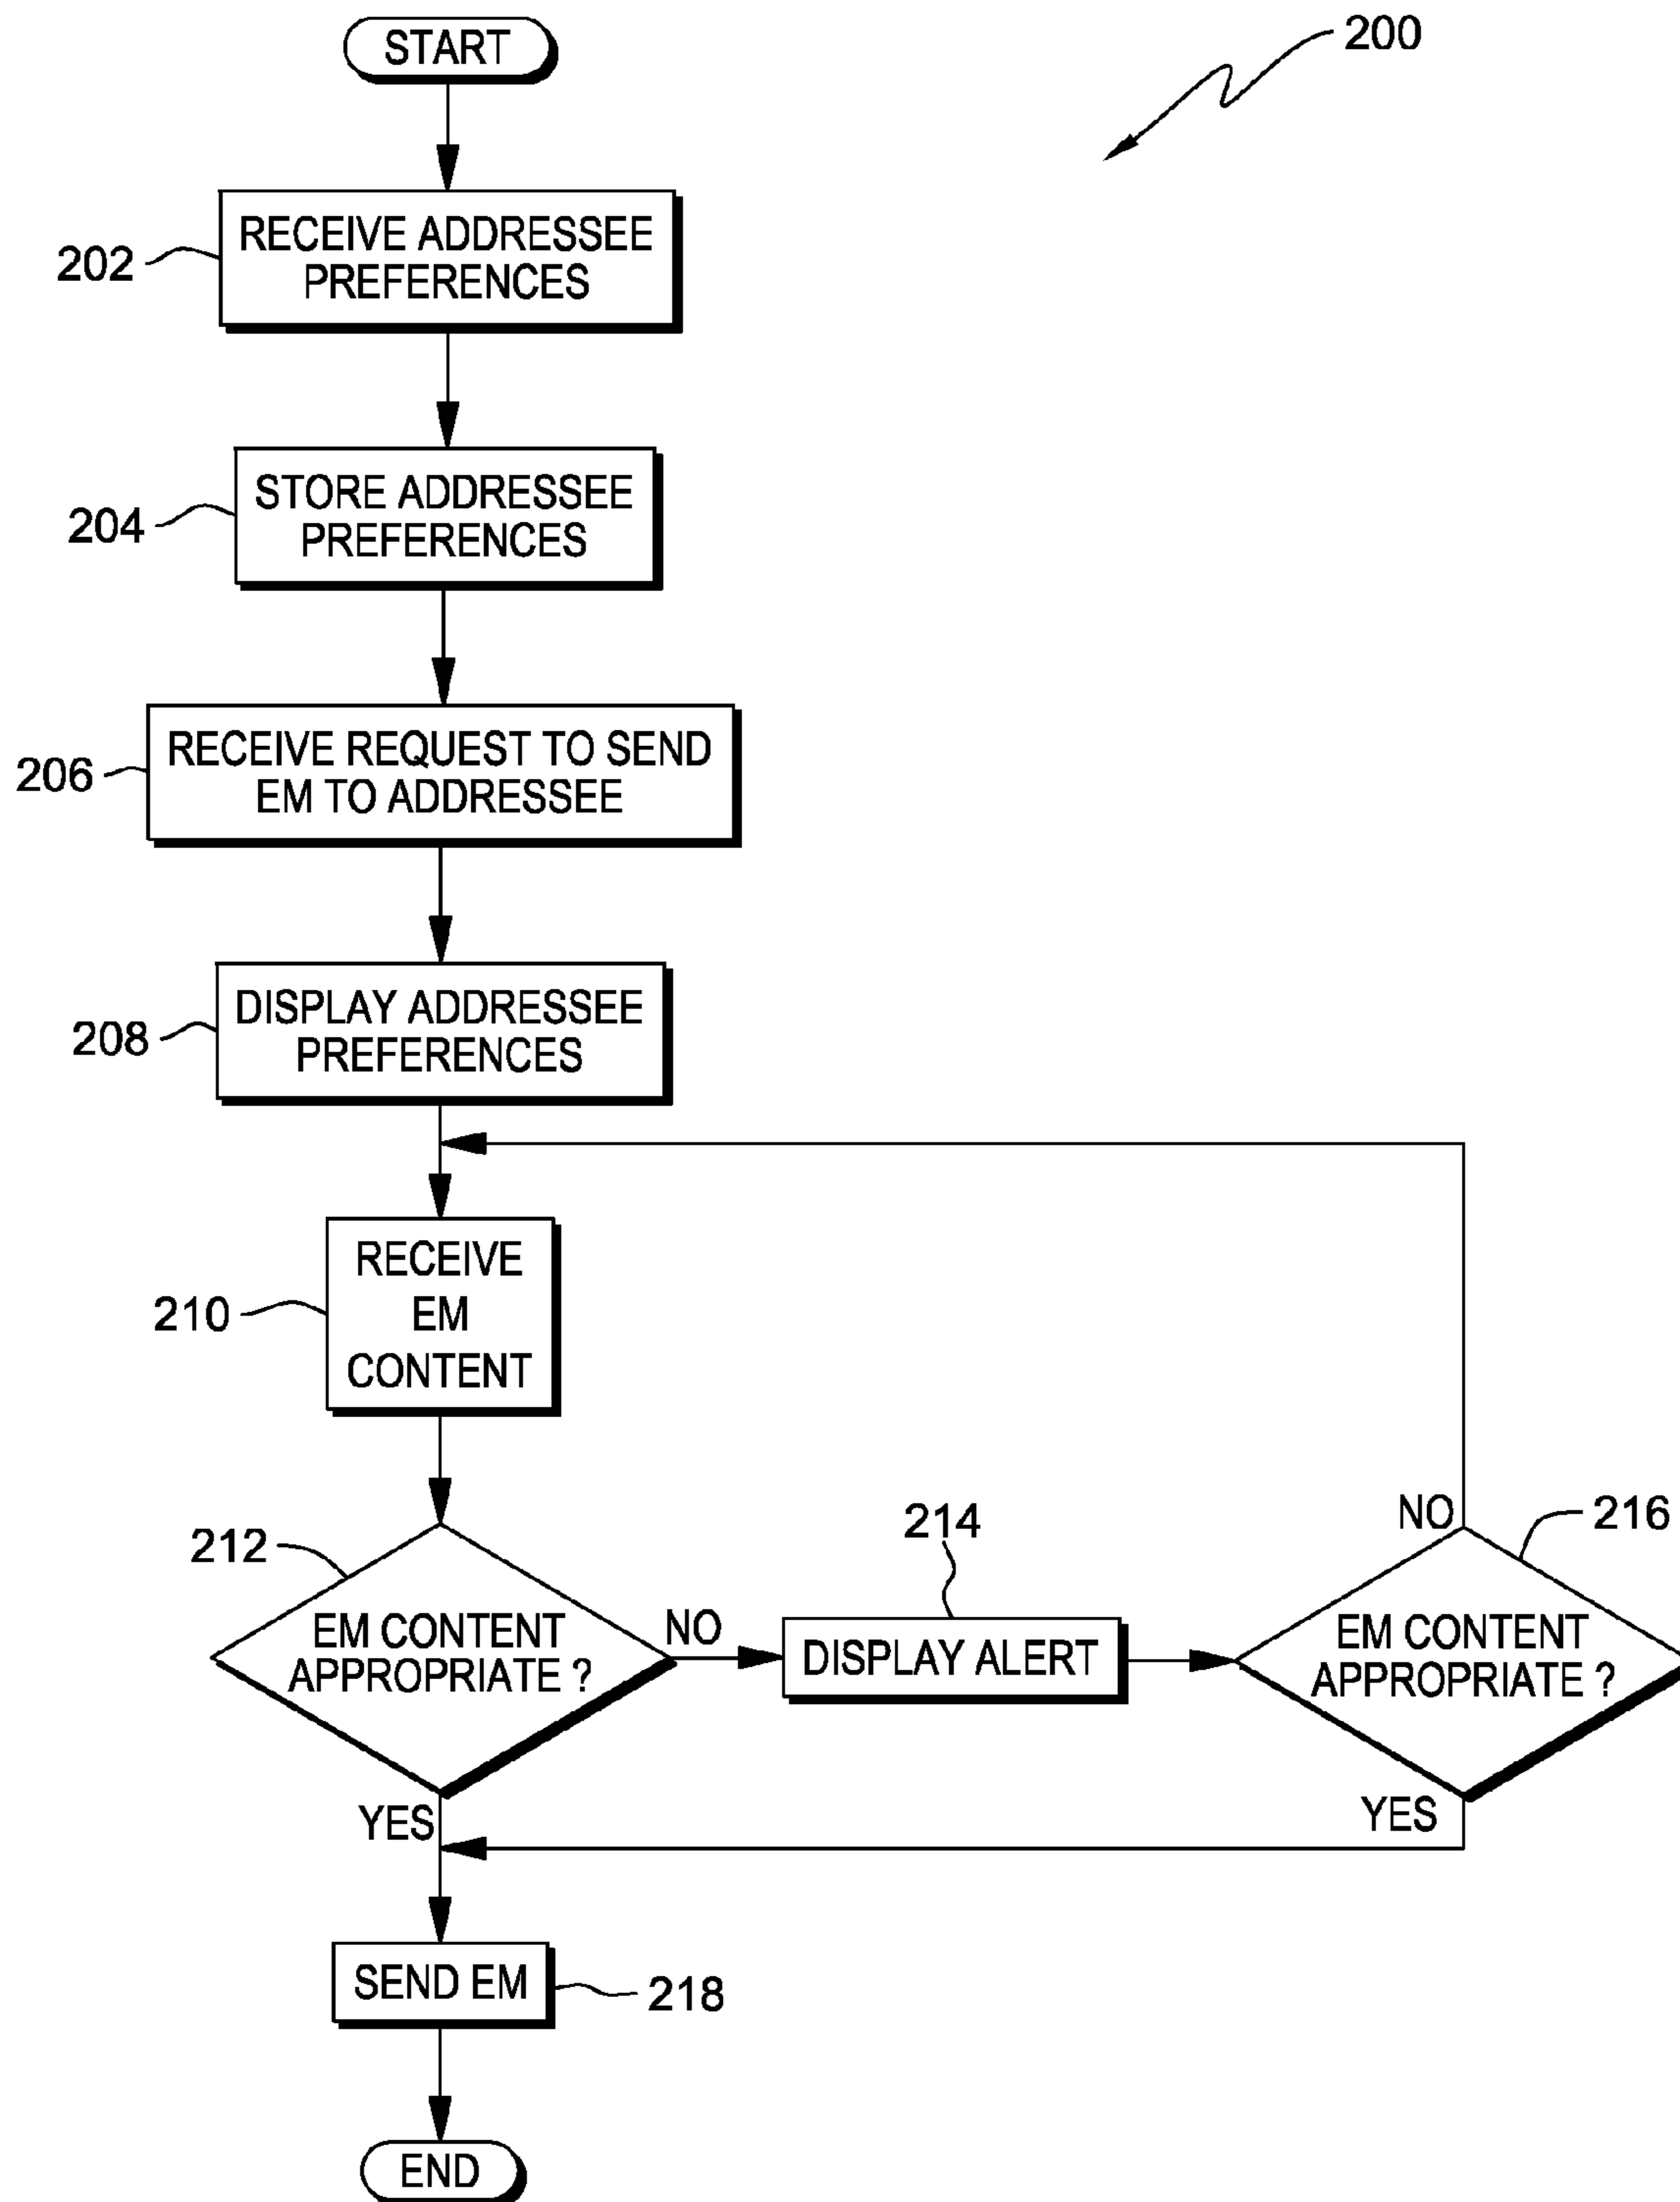 START
200
RECEIVE ADDRESSEE
PREFERENCES
202
STORE ADDRESSEE
PREFERENCES
204
RECEIVE REQUEST TO SEND
EM TO ADDRESSEE
206
DISPLAY ADDRESSEE
PREFERENCES
208
RECEIVE
EM
CONTENT
210
212
EM CONTENT
APPROPRIATE ?
NO
214
DISPLAY ALERT
NO
216
EM CONTENT
APPROPRIATE ?
YES
YES
SEND EM
218
END